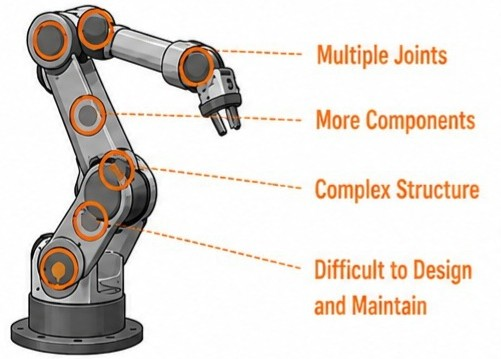 Multiple Joints
More Components
Complex Structure
Difficult to Design
and Maintain